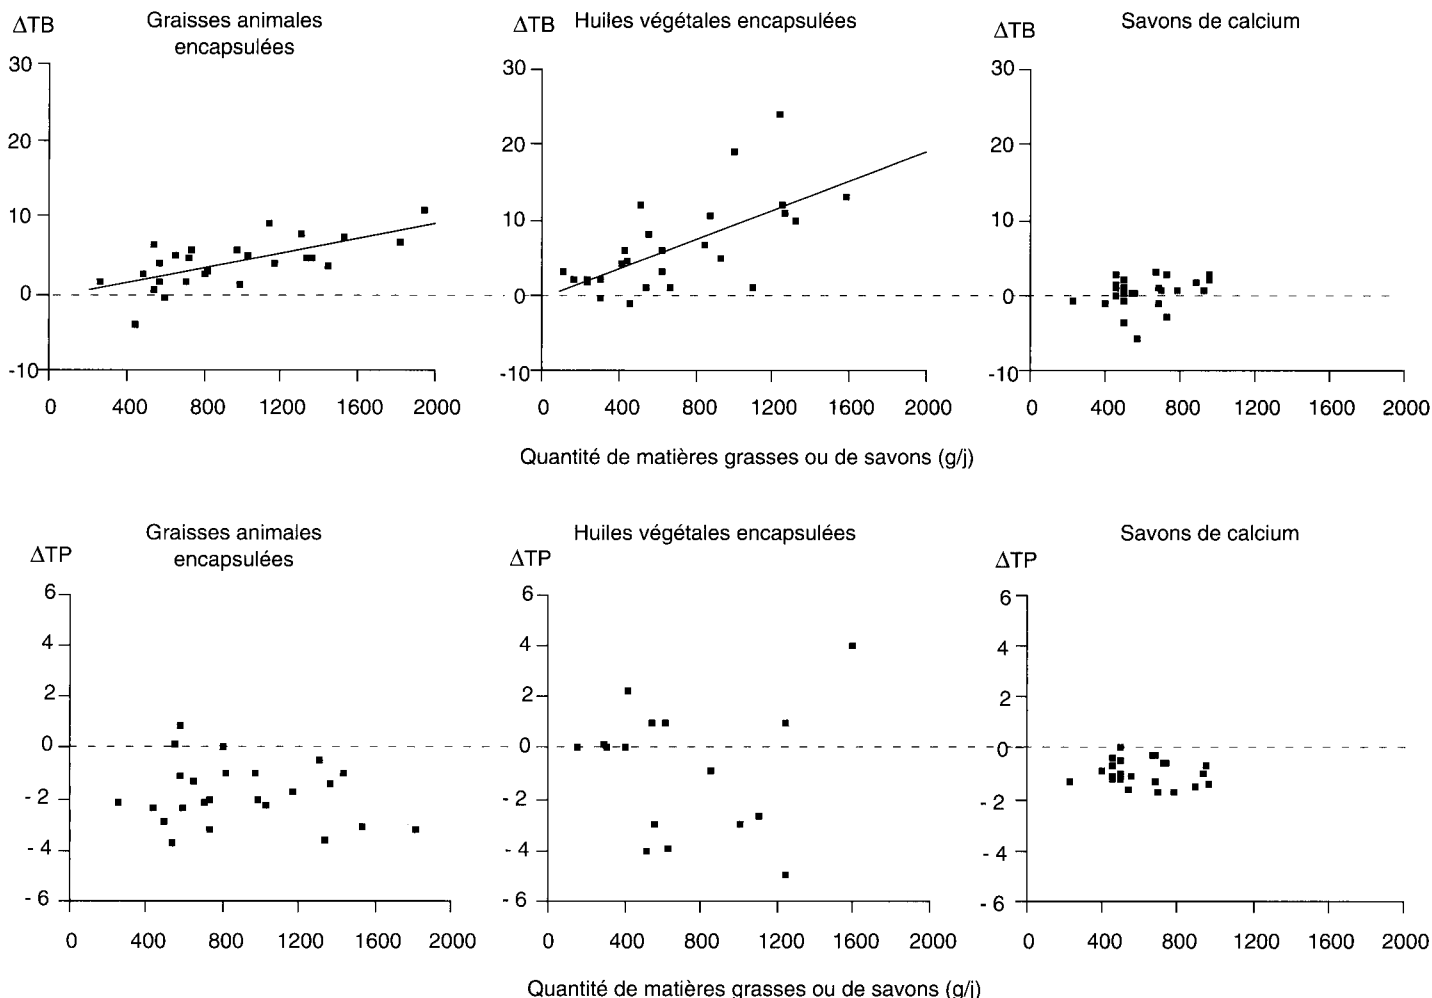 ΔTB
Graisses animales
encapsulées
30
20
10
0
-10
0 400 800 1200 1600 2000
ΔTB
Huiles végétales encapsulées
30
20
10
0
-10
0 400 800 1200 1600 2000
ΔTB
Savons de calcium
30
20
10
0
-10
0 400 800 1200 1600 2000
Quantité de matières grasses ou de savons (g/j)
ΔTP
Graisses animales
encapsulées
6
4
2
0
- 2
- 4
- 6
0 400 800 1200 1600 2000
ΔTP
Huiles végétales encapsulées
6
4
2
0
- 2
- 4
- 6
0 400 800 1200 1600 2000
ΔTP
Savons de calcium
6
4
2
0
- 2
- 4
- 6
0 400 800 1200 1600 2000
Quantité de matières grasses ou de savons (g/j)